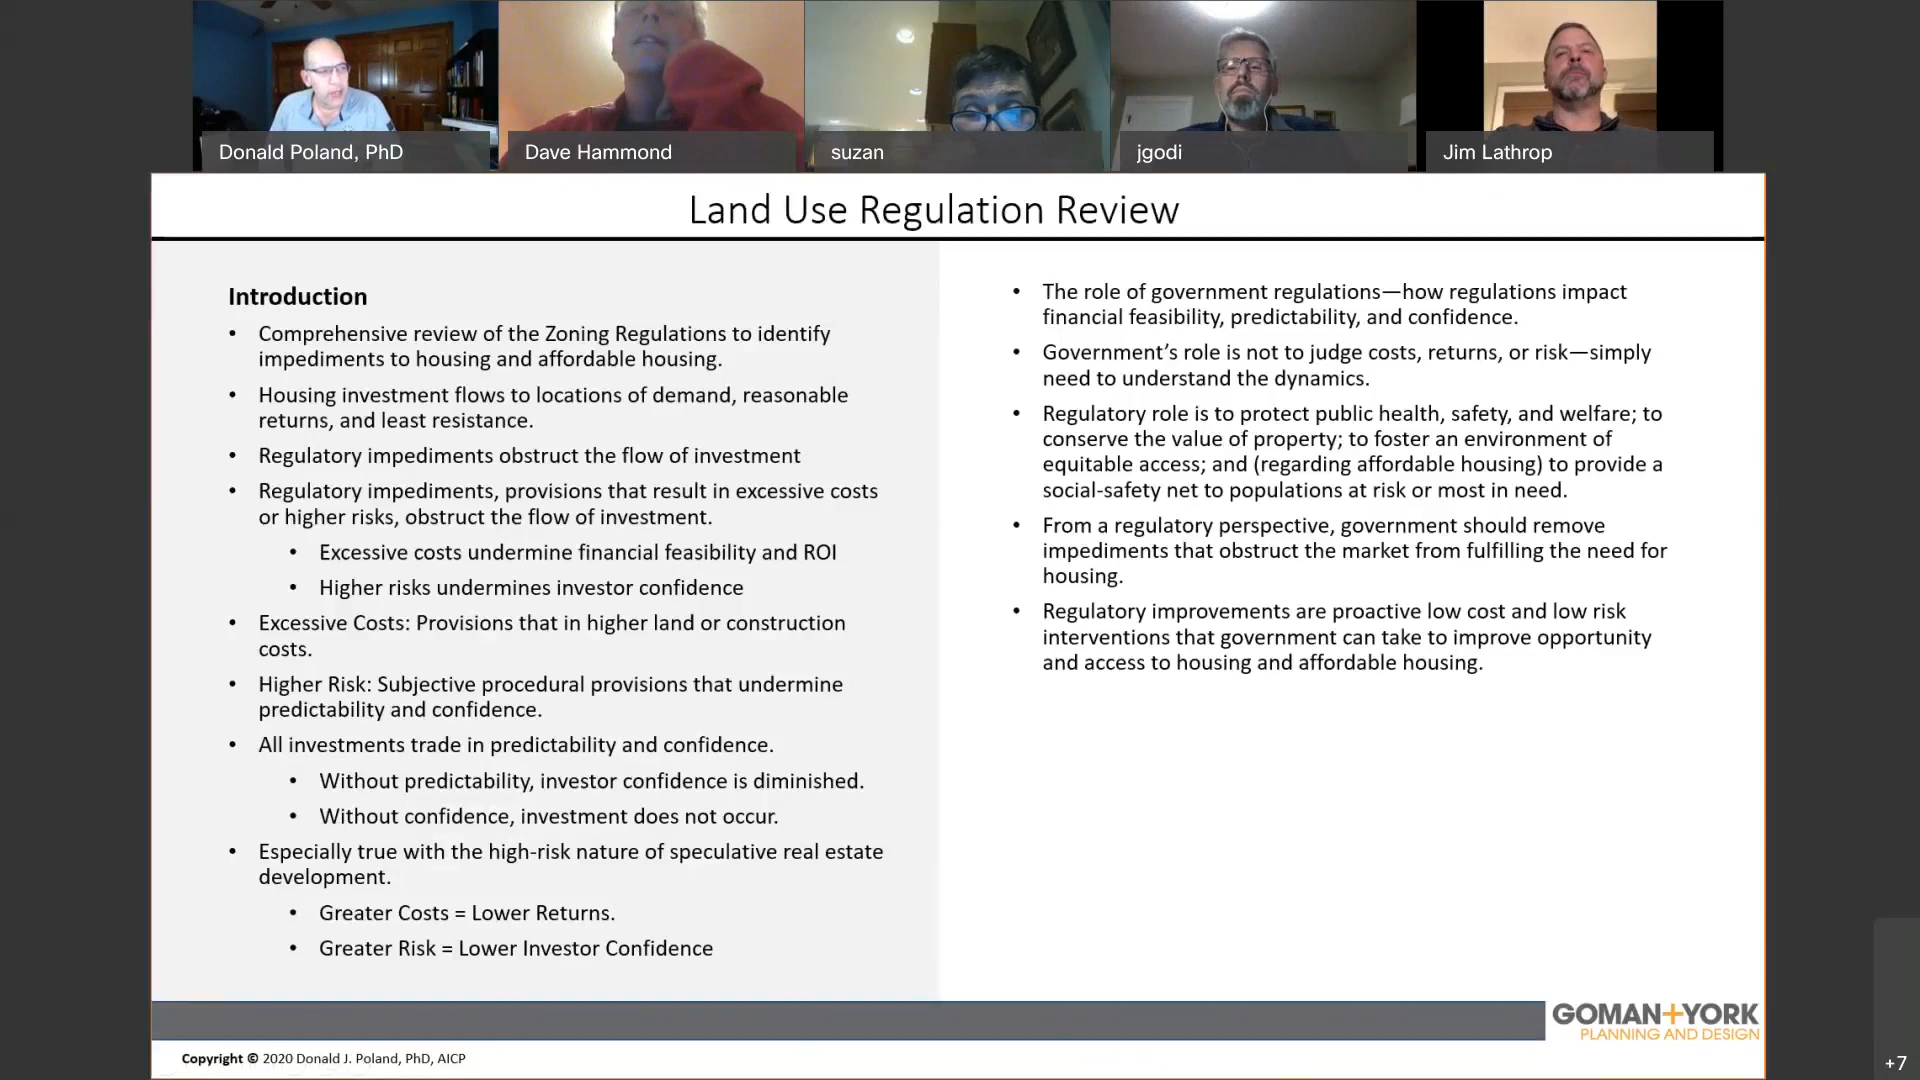 Donald Poland, PhD
Dave Hammond
suzan
jgodi
Jim Lathrop
Land Use Regulation Review
Introduction
• Comprehensive review of the Zoning Regulations to identify
impediments to housing and affordable housing.
• Housing investment flows to locations of demand, reasonable
returns, and least resistance.
• Regulatory impediments obstruct the flow of investment
• Regulatory impediments, provisions that result in excessive costs
or higher risks, obstruct the flow of investment.
• Excessive costs undermine financial feasibility and ROI
• Higher risks undermines investor confidence
• Excessive Costs: Provisions that in higher land or construction
costs.
• Higher Risk: Subjective procedural provisions that undermine
predictability and confidence.
• All investments trade in predictability and confidence.
• Without predictability, investor confidence is diminished.
• Without confidence, investment does not occur.
• Especially true with the high-risk nature of speculative real estate
development.
• Greater Costs = Lower Returns.
• Greater Risk = Lower Investor Confidence
• The role of government regulations—how regulations impact
financial feasibility, predictability, and confidence.
• Government’s role is not to judge costs, returns, or risk—simply
need to understand the dynamics.
• Regulatory role is to protect public health, safety, and welfare; to
conserve the value of property; to foster an environment of
equitable access; and (regarding affordable housing) to provide a
social-safety net to populations at risk or most in need.
• From a regulatory perspective, government should remove
impediments that obstruct the market from fulfilling the need for
housing.
• Regulatory improvements are proactive low cost and low risk
interventions that government can take to improve opportunity
and access to housing and affordable housing.
GOMAN+YORK
PLANNING AND DESIGN
Copyright © 2020 Donald J. Poland, PhD, AICP
+7